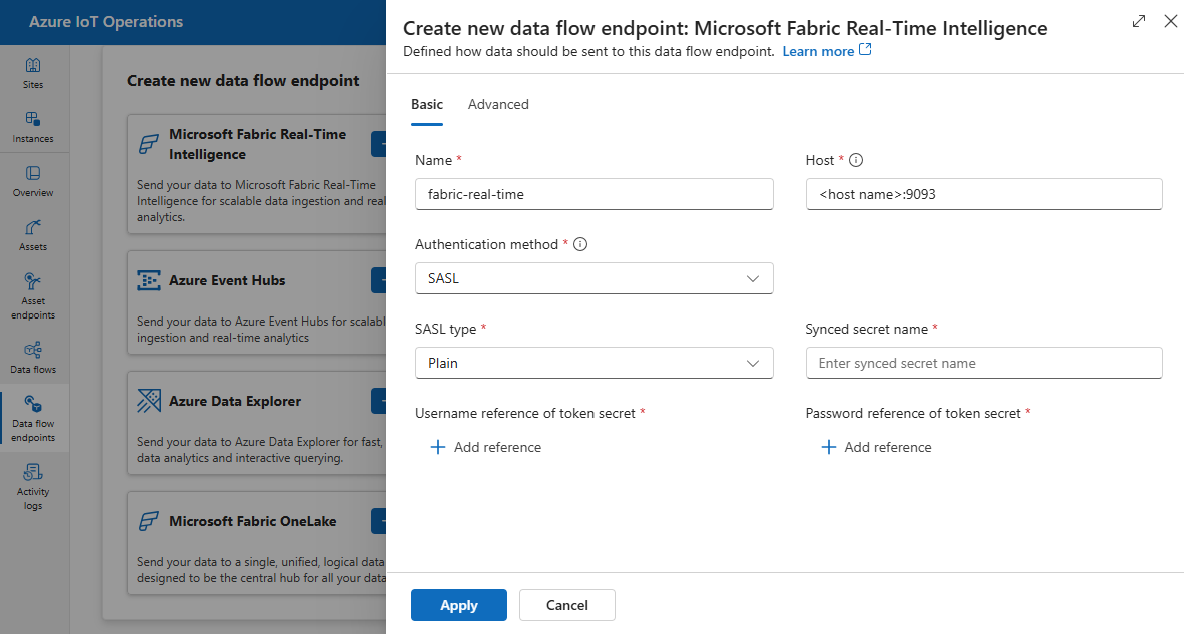 Azure IoT Operations
Sites
Instances
Overview
Assets
Asset
endpoints
Data flows
Data flow
endpoints
Activity
logs
Create new data flow endpoint
Microsoft Fabric Real-Time
Intelligence
Send your data to Microsoft Fabric Real-Time
Intelligence for scalable data ingestion and real
analytics.
Azure Event Hubs
Send your data to Azure Event Hubs for scalabl
ingestion and real-time analytics
Azure Data Explorer
Send your data to Azure Data Explorer for fast,
data analytics and interactive querying.
Microsoft Fabric OneLake
Send your data to a single, unified, logical data
designed to be the central hub for all your data
Create new data flow endpoint: Microsoft Fabric Real-Time Intelligence
Defined how data should be sent to this data flow endpoint. Learn more
Basic Advanced
Name * Host *
fabric-real-time <host name>:9093
Authentication method *
SASL
SASL type * Synced secret name *
Plain Enter synced secret name
Username reference of token secret * Password reference of token secret *
+ Add reference + Add reference
Apply Cancel